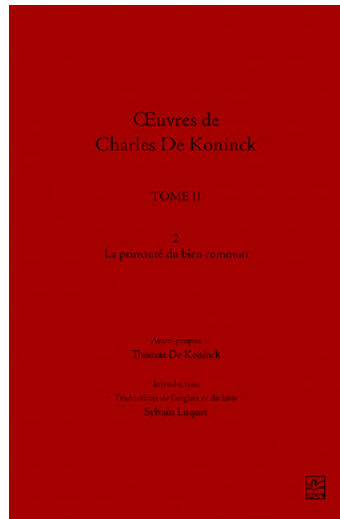 Œuvres de
Charles De Koninck
TOME II
2
La primauté du bien commun
Avant-propos
Thomas De Koninck
Introduction
Traductions de l'anglais et du latin
Sylvain Luquet
PUL